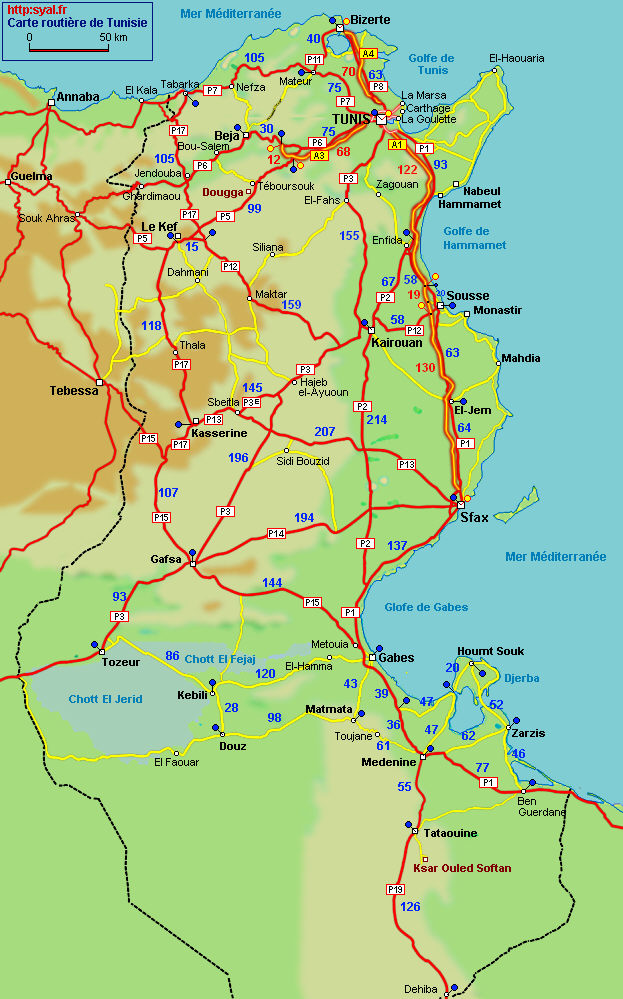 http:syal.fr
Carte routière de Tunisie
0
50 km
Mer Méditerranée
Bizerte
40
A4
Golfe de
Tunis
El-Haouaria
105
P11
70
63
Mateur
Annaba
El Kala
Tabarka
P7
Nefza
75
P7
P8
La Marsa
Carthage
La Goulette
TUNIS
P17
Beja
30
75
P6
A3
68
A1
P1
Bou-Salem
12
105
P6
122
93
Guelma
Jendouba
Téboursouk
Dougga
Zagouan
Nabeul
Hammamet
Ghardimaou
P3
99
El-Fahs
Souk Ahras
P17
P5
Le Kef
P5
155
Golfe de
Hammamet
Enfida
15
Siliana
P12
Dahmani
67
58
20
Maktar
P2
19
Sousse
159
58
Monastir
118
P12
Thala
Kairouan
63
Mahdia
P17
P3
130
Tebessa
145
Hajeb
el-Ayuoun
Sbeitla
P3E
P2
El-Jem
P13
Kasserine
214
207
64
P15
P17
196
P1
Sidi Bouzid
P13
107
P15
P3
194
Sfax
P14
P2
137
Gafsa
Mer Méditerranée
144
93
P15
Glofe de Gabes
P3
P1
Metouia
Tozeur
86
Chott El Fejaj
El-Hamma
Gabes
Houmt Souk
120
20
Djerba
Chott El Jerid
Kebili
43
39
47
52
28
98
Matmata
36
Zarzis
Douz
Toujane
47
62
61
46
El Faouar
Medenine
77
P1
55
Ben
Guerdane
Tataouine
Ksar Ouled Soltan
P19
126
Dehiba